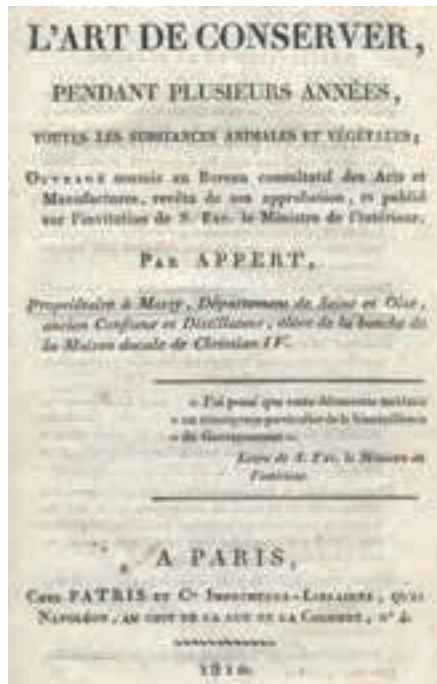 L'ART DE CONSERVER,
PENDANT PLUSIEURS ANNÉES,
TOUTES LES SUBSTANCES ANIMALES ET VÉGÉTALES;
OUVRAGE soumis au Bureau consultatif des Arts et
Manufactures, revêtu de son approbation, et publié
sur l'invitation de S. Exc. le Ministre de l'Intérieur.
PAR APPERT,
Propriétaire à Massy, Département de Seine et Oise,
ancien Confiseur et Distillateur, élève de la bouche de
la Maison ducale de Christian IV.
« J'ai pensé que votre découverte méritait
« un témoignage particulier de la bienveillance
« du Gouvernement ».
Lettre de S. Exc. le Ministre de
l'intérieur.
A PARIS,
CHEZ PATRIS ET Cie IMPRIMEURS-LIBRAIRES, QUAI
NAPOLÉON, AU COIN DE LA RUE DE LA COLOMBE, n° 4.
1810.